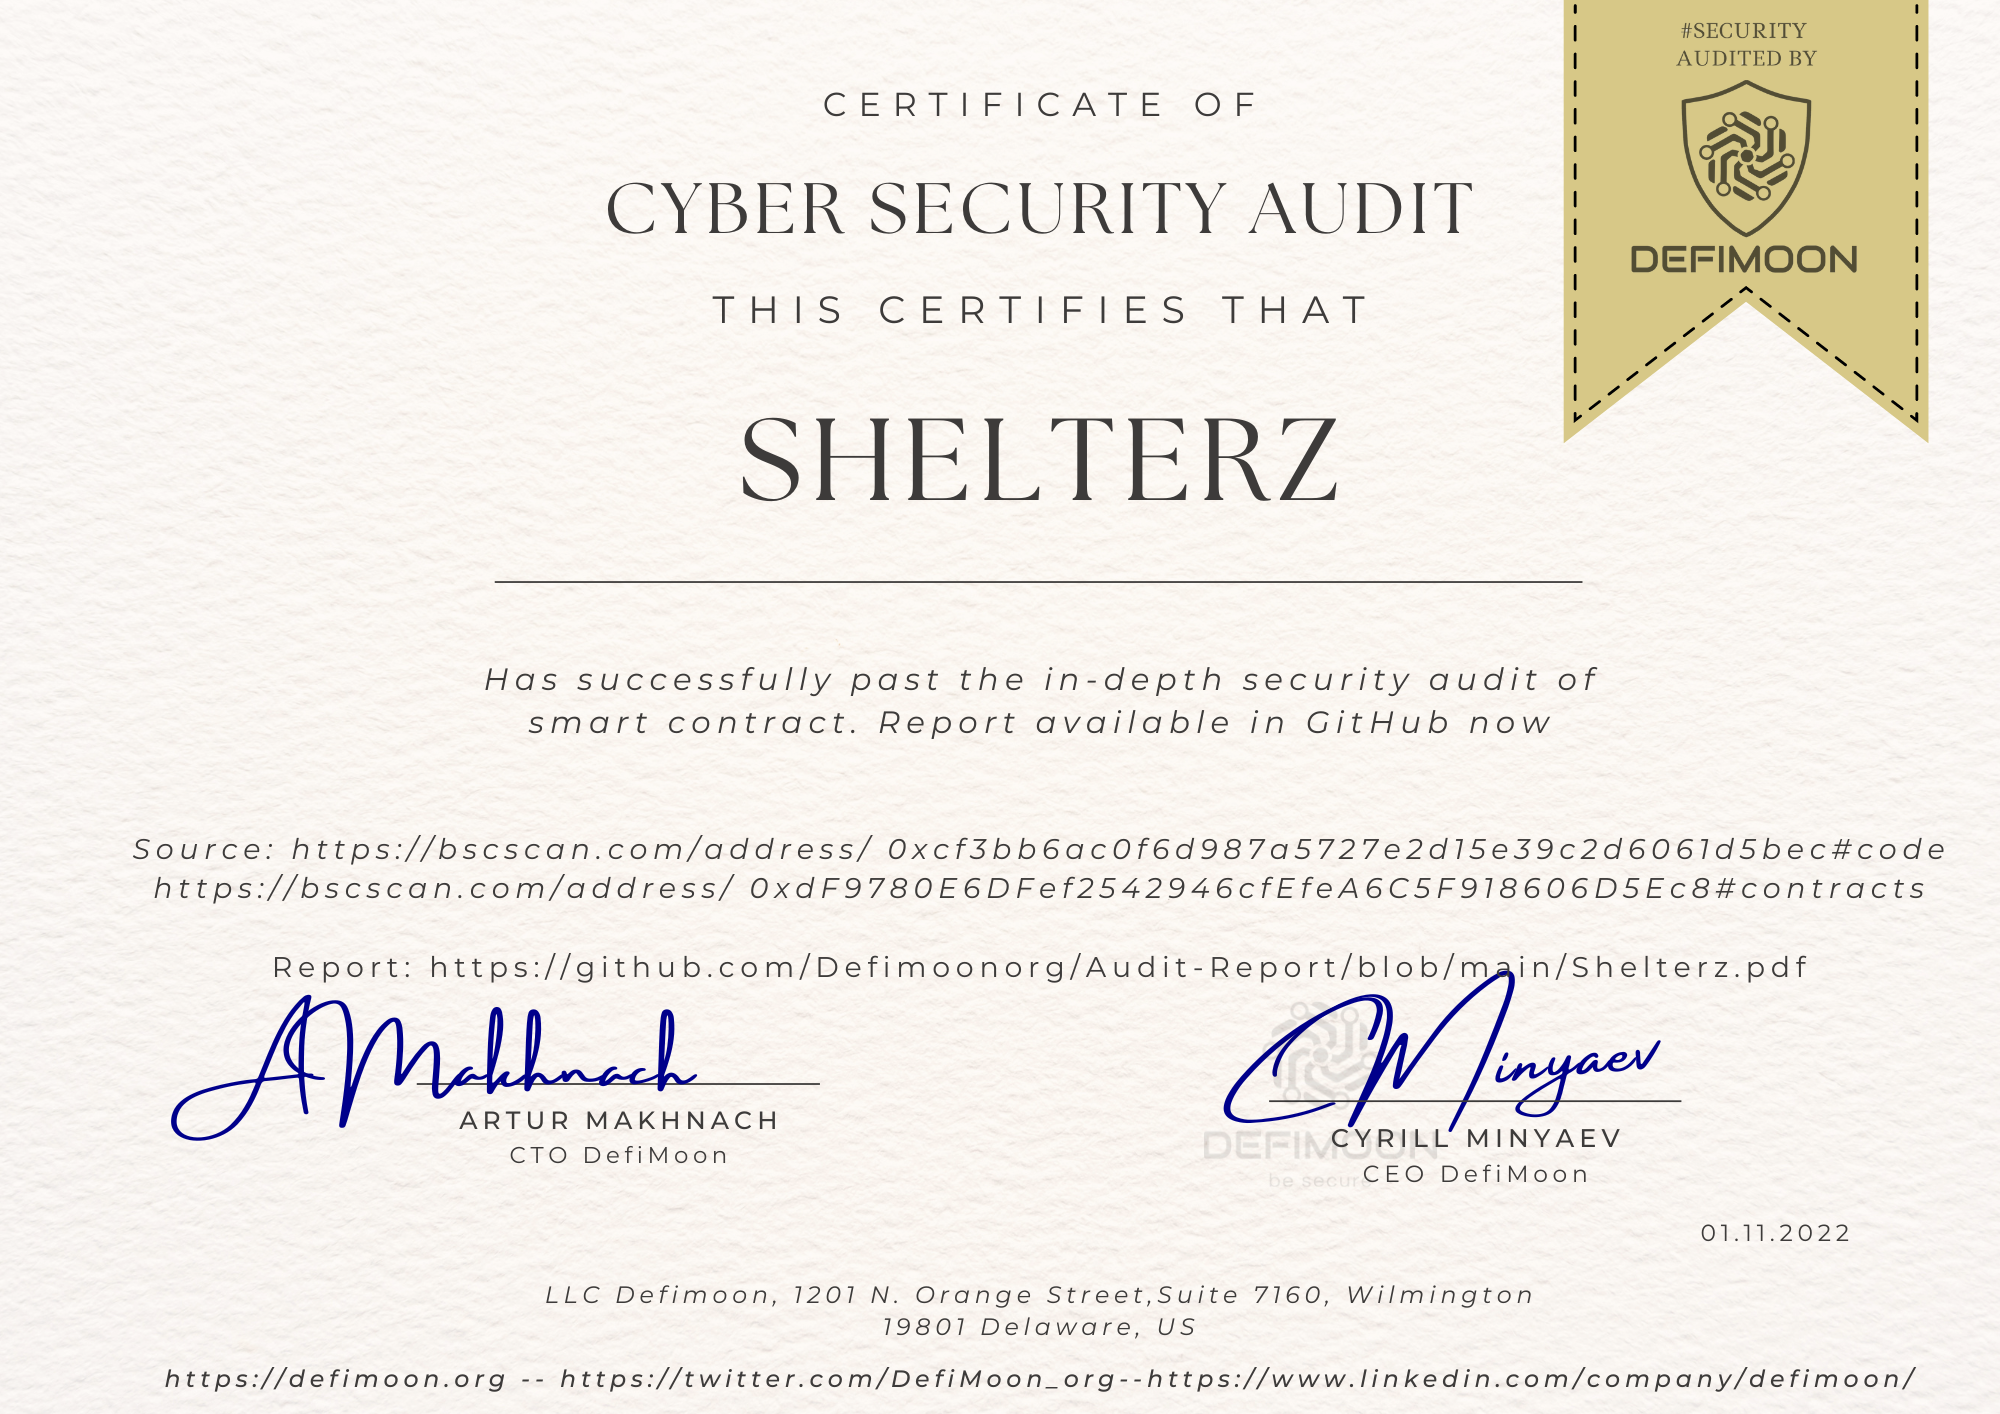 #SECURITY
AUDITED BY
DEFIMOON
CERTIFICATE OF
CYBER SECURITY AUDIT
THIS CERTIFIES THAT
SHELTERZ
Has successfully past the in-depth security audit of
smart contract. Report available in GitHub now
Source: https://bscscan.com/address/ 0xcf3bb6ac0f6d987a5727e2d15e39c2d6061d5bec#code
https://bscscan.com/address/ 0xdF9780E6DFef2542946cfEfeA6C5F918606D5Ec8#contracts
Report: https://github.com/Defimoonorg/Audit-Report/blob/main/Shelterz.pdf
AMakhnach
CMinyaev
ARTUR MAKHNACH
CTO DefiMoon
DEFIMOON
be secure
CYRILL MINYAEV
CEO DefiMoon
01.11.2022
LLC Defimoon, 1201 N. Orange Street,Suite 7160, Wilmington
19801 Delaware, US
https://defimoon.org -- https://twitter.com/DefiMoon_org--https://www.linkedin.com/company/defimoon/